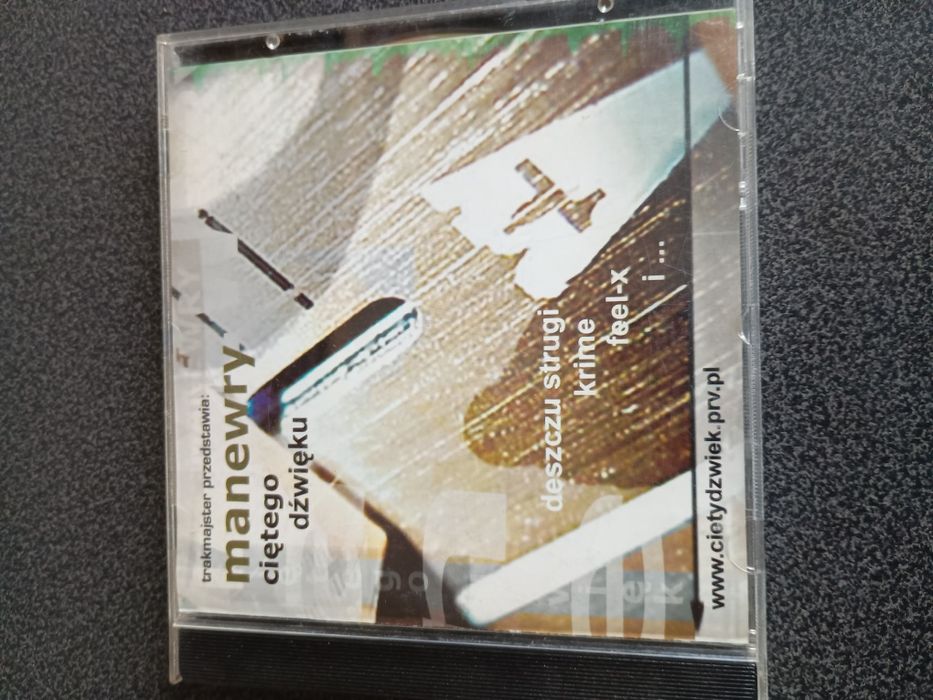 trakmajster przedstawia:
manewry
ciętego
dźwięku
deszczu strugi
krime
feel-x
i ...
www.cietydzwiek.prv.pl